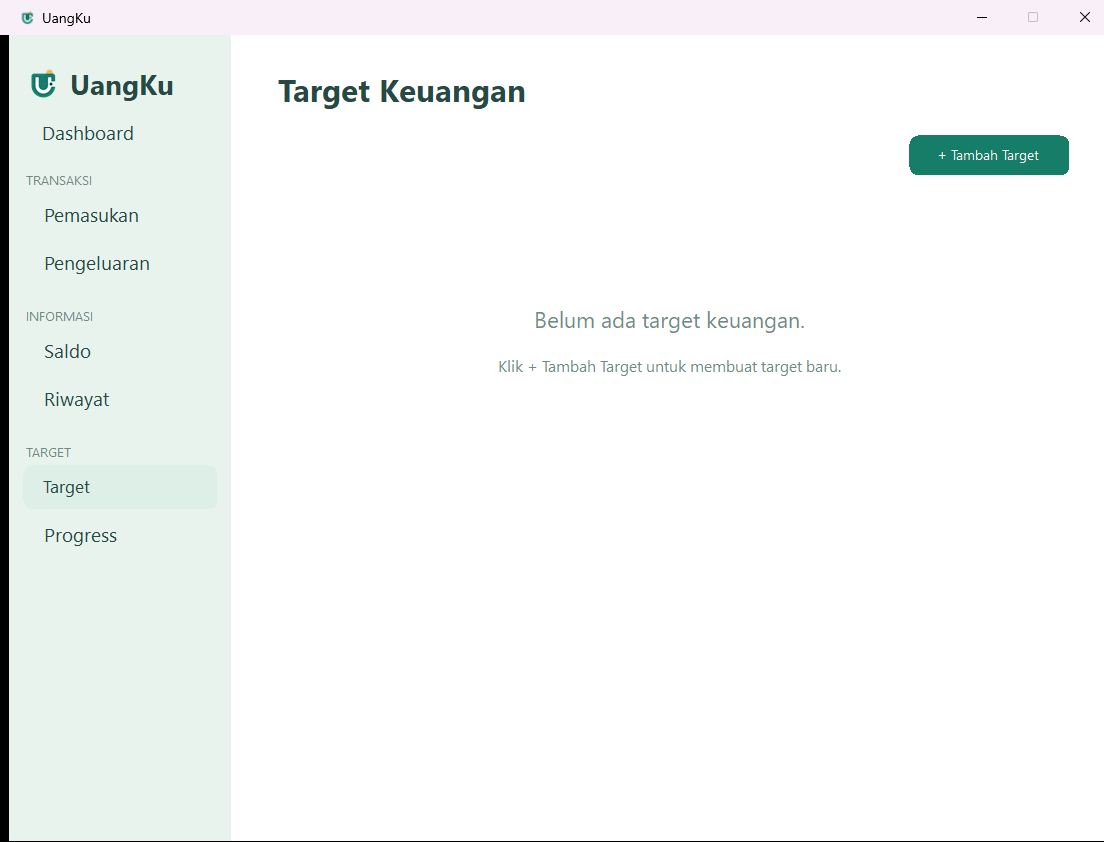 UangKu
UangKu
Dashboard
TRANSAKSI
Pemasukan
Pengeluaran
INFORMASI
Saldo
Riwayat
TARGET
Target
Progress
Target Keuangan
+ Tambah Target
Belum ada target keuangan.
Klik + Tambah Target untuk membuat target baru.